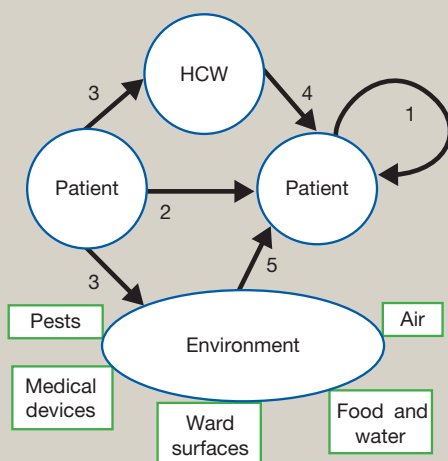 HCW
3
4
1
Patient
2
Patient
3
5
Pests
Air
Environment
Medical
devices
Ward
surfaces
Food and
water